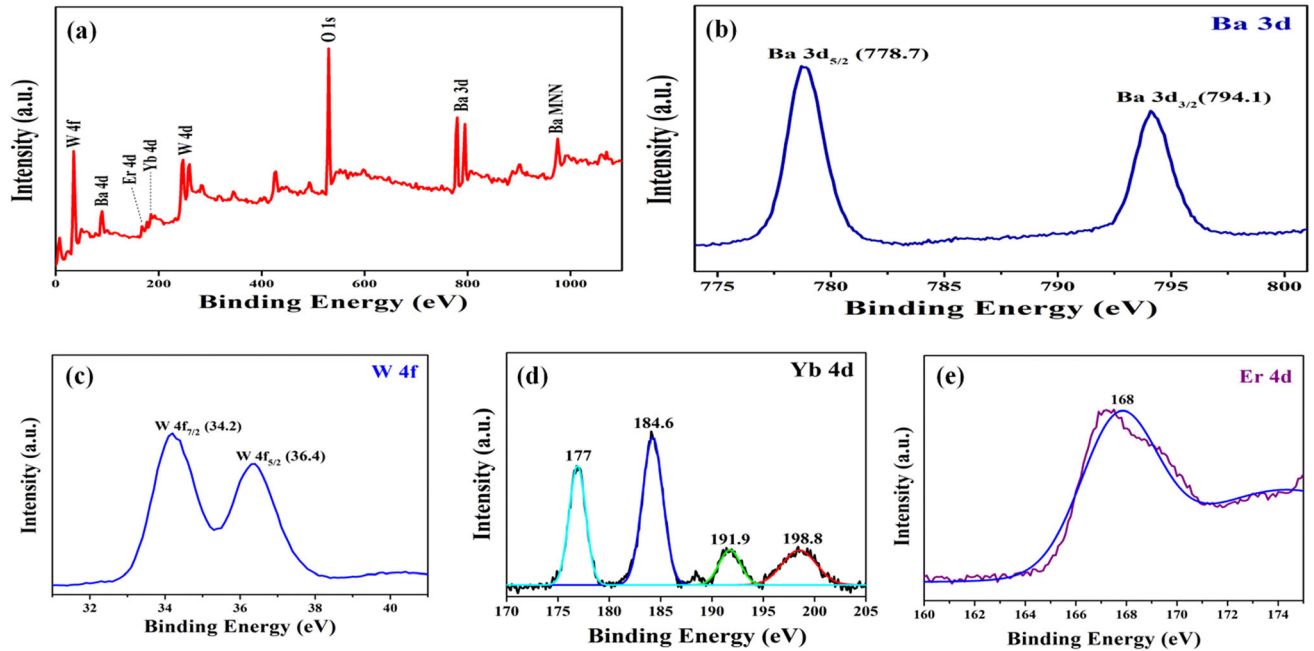 (a)
Intensity (a.u.)
W 4f
Ba 4d
Er 4d
Yb 4d
W 4d
O 1s
Ba 3d
Ba MNN
0 200 400 600 800 1000
Binding Energy (eV)
(b)
Ba 3d
Intensity (a.u.)
Ba 3d5/2 (778.7)
Ba 3d3/2(794.1)
775 780 785 790 795 800
Binding Energy (eV)
(c)
W 4f
Intensity (a.u.)
W 4f7/2 (34.2)
W 4f5/2 (36.4)
32 34 36 38 40
Binding Energy (eV)
(d)
Yb 4d
Intensity (a.u.)
177
184.6
191.9
198.8
170 175 180 185 190 195 200 205
Binding Energy (eV)
(e)
Er 4d
Intensity (a.u.)
168
160 162 164 166 168 170 172 174
Binding Energy (eV)